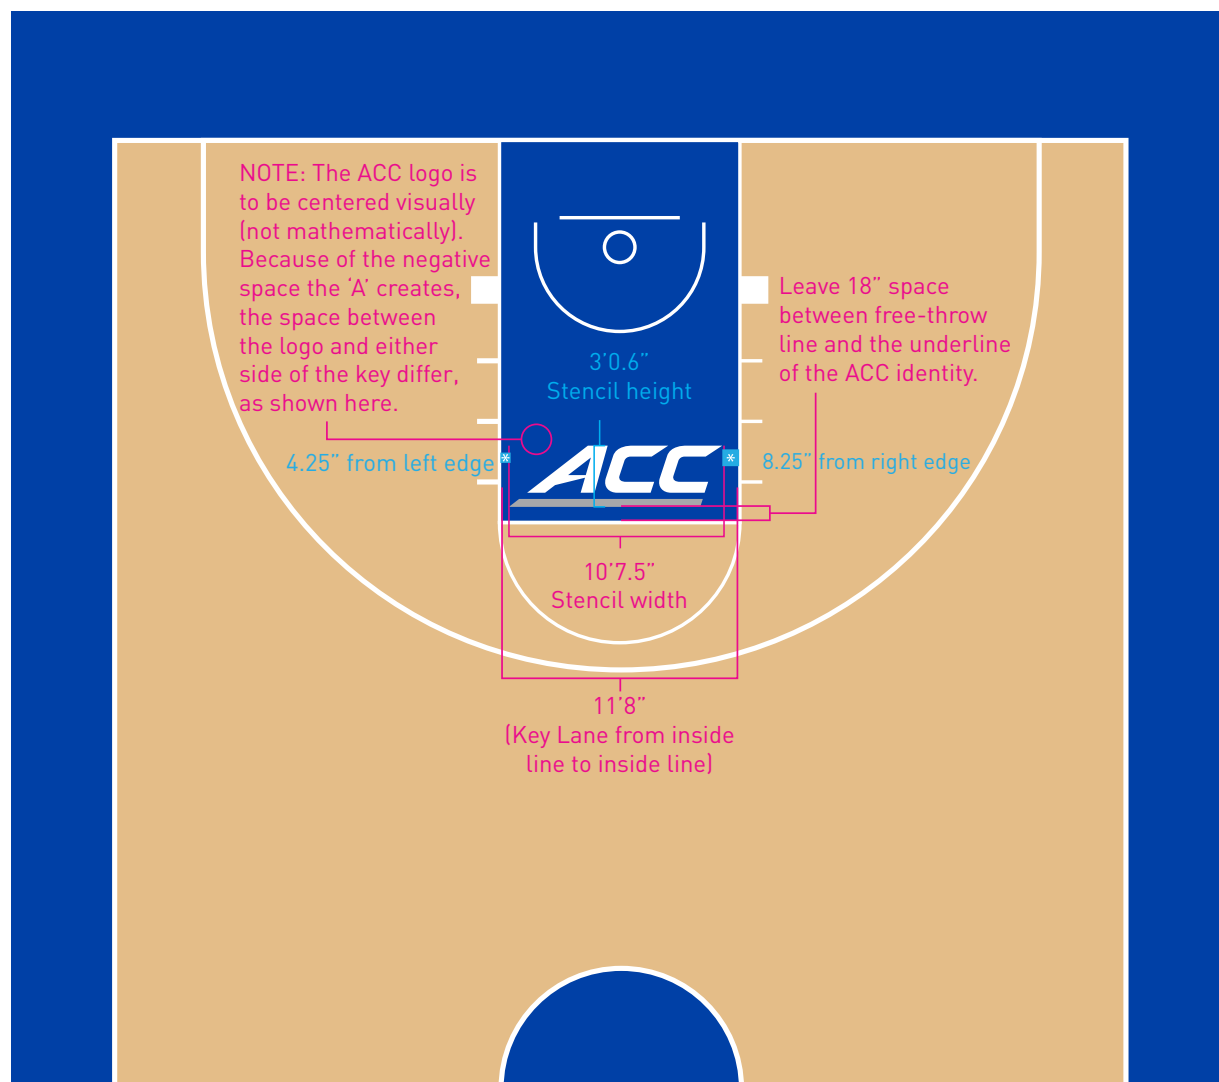 NOTE: The ACC logo is
to be centered visually
(not mathematically).
Because of the negative
space the ‘A’ creates,
the space between
the logo and either
side of the key differ,
as shown here.
Leave 18” space
between free-throw
line and the underline
of the ACC identity.
3’0.6”
Stencil height
4.25” from left edge
*
ACC
*
8.25” from right edge
10’7.5”
Stencil width
11’8”
(Key Lane from inside
line to inside line)